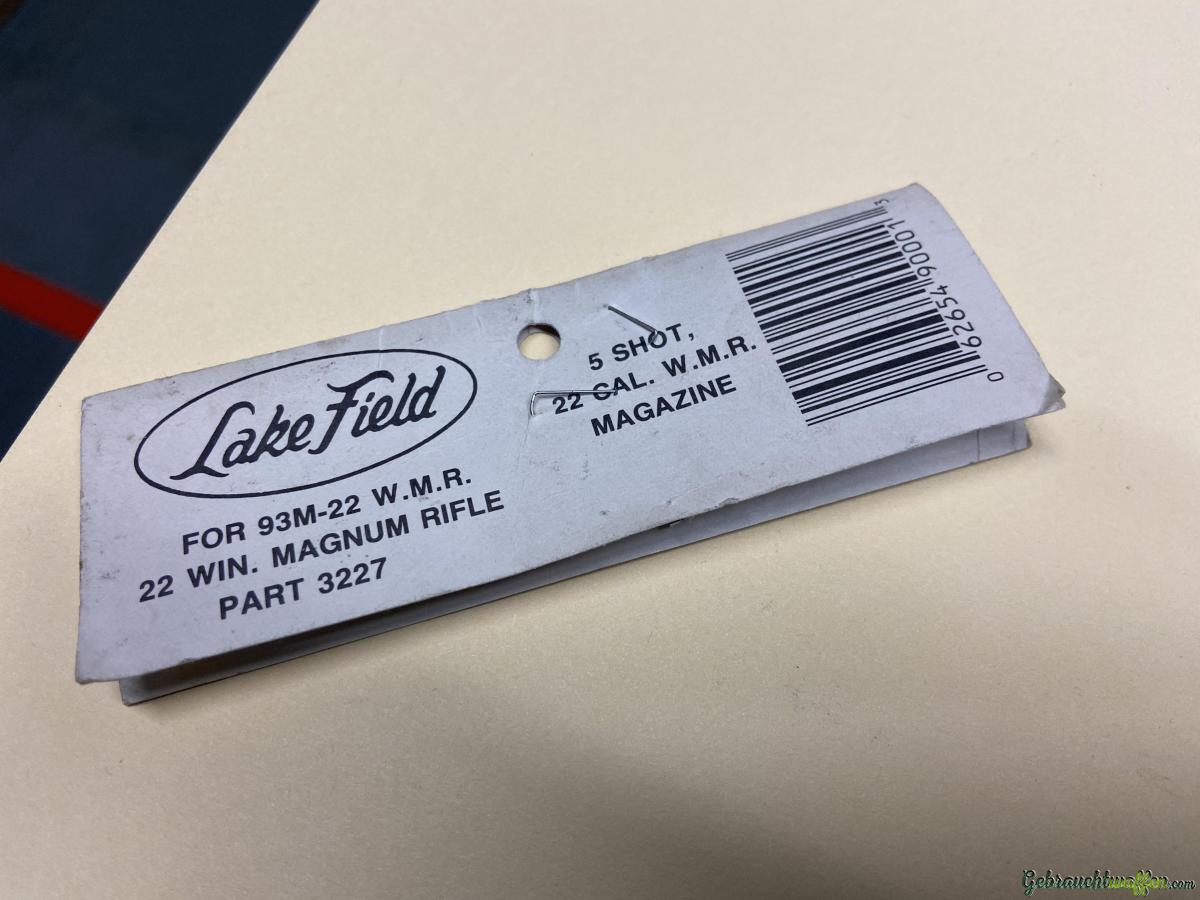 Lake Field
FOR 93M-22 W.M.R.
22 WIN. MAGNUM RIFLE
PART 3227
5 SHOT,
22 CAL. W.M.R.
MAGAZINE
0 62654 90001 3
Gebrauchtwaffen.com